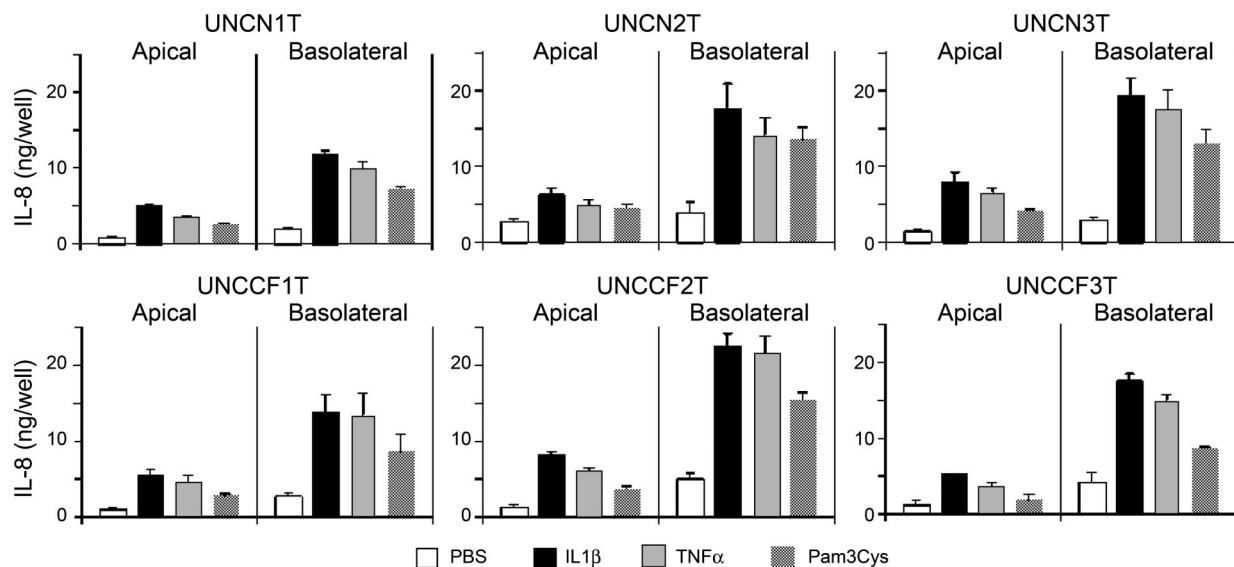 UNCN1T UNCN2T UNCN3T
Apical Basolateral Apical Basolateral Apical Basolateral
IL-8 (ng/well)
20
10
0
20
10
0
20
10
0
UNCCF1T UNCCF2T UNCCF3T
Apical Basolateral Apical Basolateral Apical Basolateral
IL-8 (ng/well)
20
10
0
20
10
0
20
10
0
PBS IL1β TNFα Pam3Cys